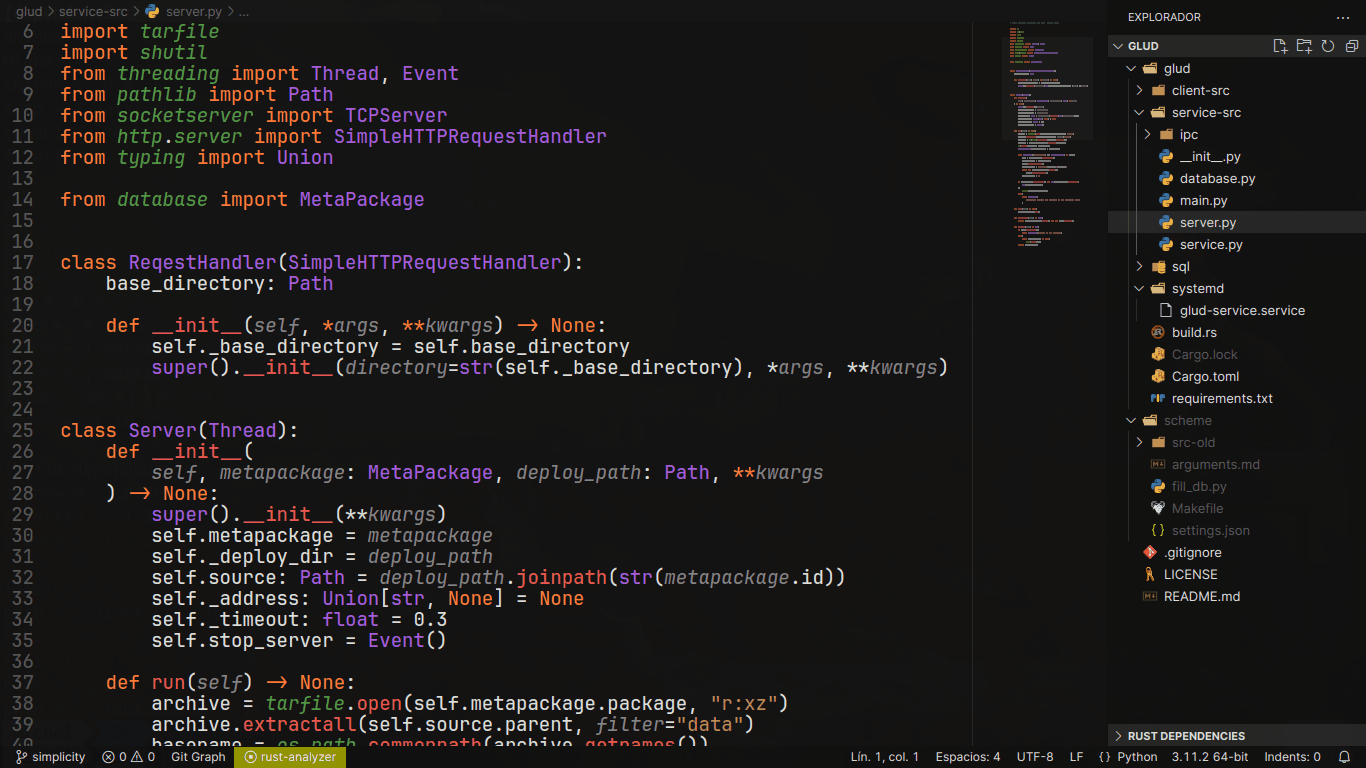 glud > service-src > server.py > ...
6 import tarfile
7 import shutil
8 from threading import Thread, Event
9 from pathlib import Path
10 from socketserver import TCPServer
11 from http.server import SimpleHTTPRequestHandler
12 from typing import Union
13
14 from database import MetaPackage
15
16
17 class ReqestHandler(SimpleHTTPRequestHandler):
18 base_directory: Path
19
20 def __init__(self, *args, **kwargs) -> None:
21 self._base_directory = self.base_directory
22 super().__init__(directory=str(self._base_directory), *args, **kwargs)
23
24
25 class Server(Thread):
26 def __init__(
27 self, metapackage: MetaPackage, deploy_path: Path, **kwargs
28 ) -> None:
29 super().__init__(**kwargs)
30 self.metapackage = metapackage
31 self._deploy_dir = deploy_path
32 self.source: Path = deploy_path.joinpath(str(metapackage.id))
33 self._address: Union[str, None] = None
34 self._timeout: float = 0.3
35 self.stop_server = Event()
36
37 def run(self) -> None:
38 archive = tarfile.open(self.metapackage.package, "r:xz")
39 archive.extractall(self.source.parent, filter="data")
40 basename = os.path.commonpath(archive.getnames())
EXPLORADOR
GLUD
glud
client-src
service-src
ipc
__init__.py
database.py
main.py
server.py
service.py
sql
systemd
glud-service.service
build.rs
Cargo.lock
Cargo.toml
requirements.txt
scheme
src-old
arguments.md
fill_db.py
Makefile
settings.json
.gitignore
LICENSE
README.md
RUST DEPENDENCIES
simplicity 0 0 Git Graph rust-analyzer Lín. 1, col. 1 Espacios: 4 UTF-8 LF {} Python 3.11.2 64-bit Indents: 0